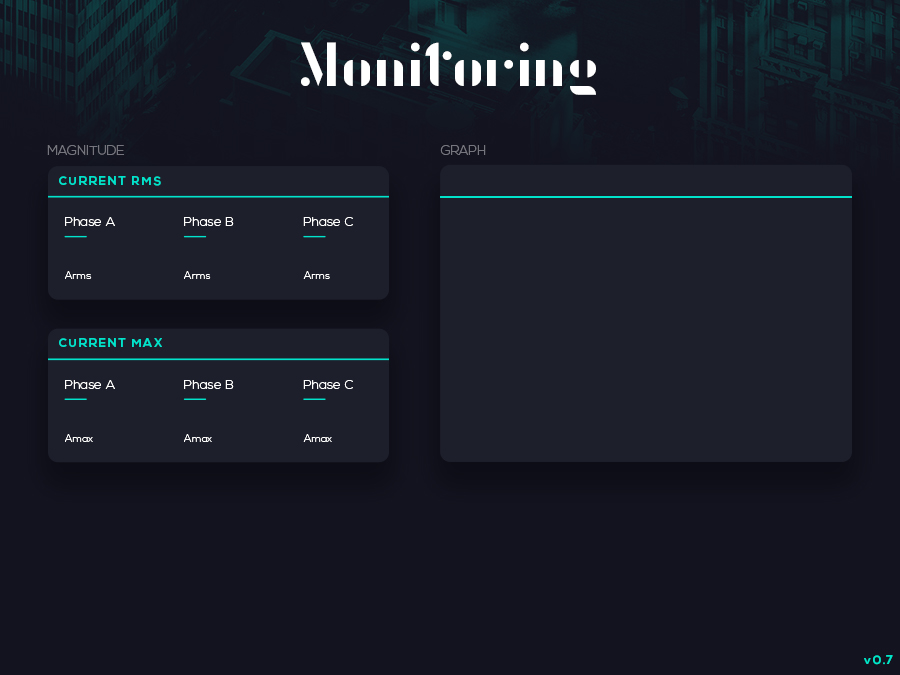 Monitoring
MAGNITUDE
CURRENT RMS
Phase A Phase B Phase C
Arms Arms Arms
CURRENT MAX
Phase A Phase B Phase C
Amax Amax Amax
GRAPH
v0.7